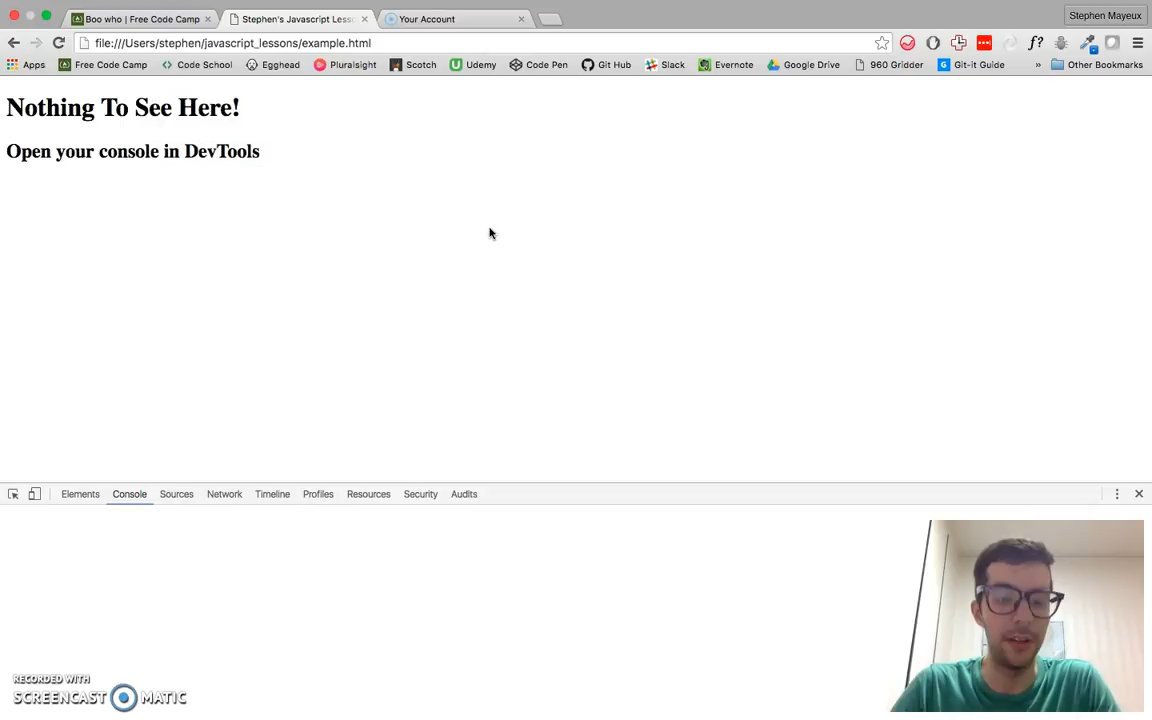 Boo who | Free Code Camp
Stephen's Javascript Less
Your Account
Stephen Mayeux
file:///Users/stephen/javascript_lessons/example.html
f?
Apps
Free Code Camp
Code School
Egghead
Pluralsight
Scotch
Udemy
Code Pen
Git Hub
Slack
Evernote
Google Drive
960 Gridder
G Git-it Guide
»
Other Bookmarks
Nothing To See Here!
Open your console in DevTools
Elements
Console
Sources
Network
Timeline
Profiles
Resources
Security
Audits
RECORDED WITH
SCREENCAST MATIC